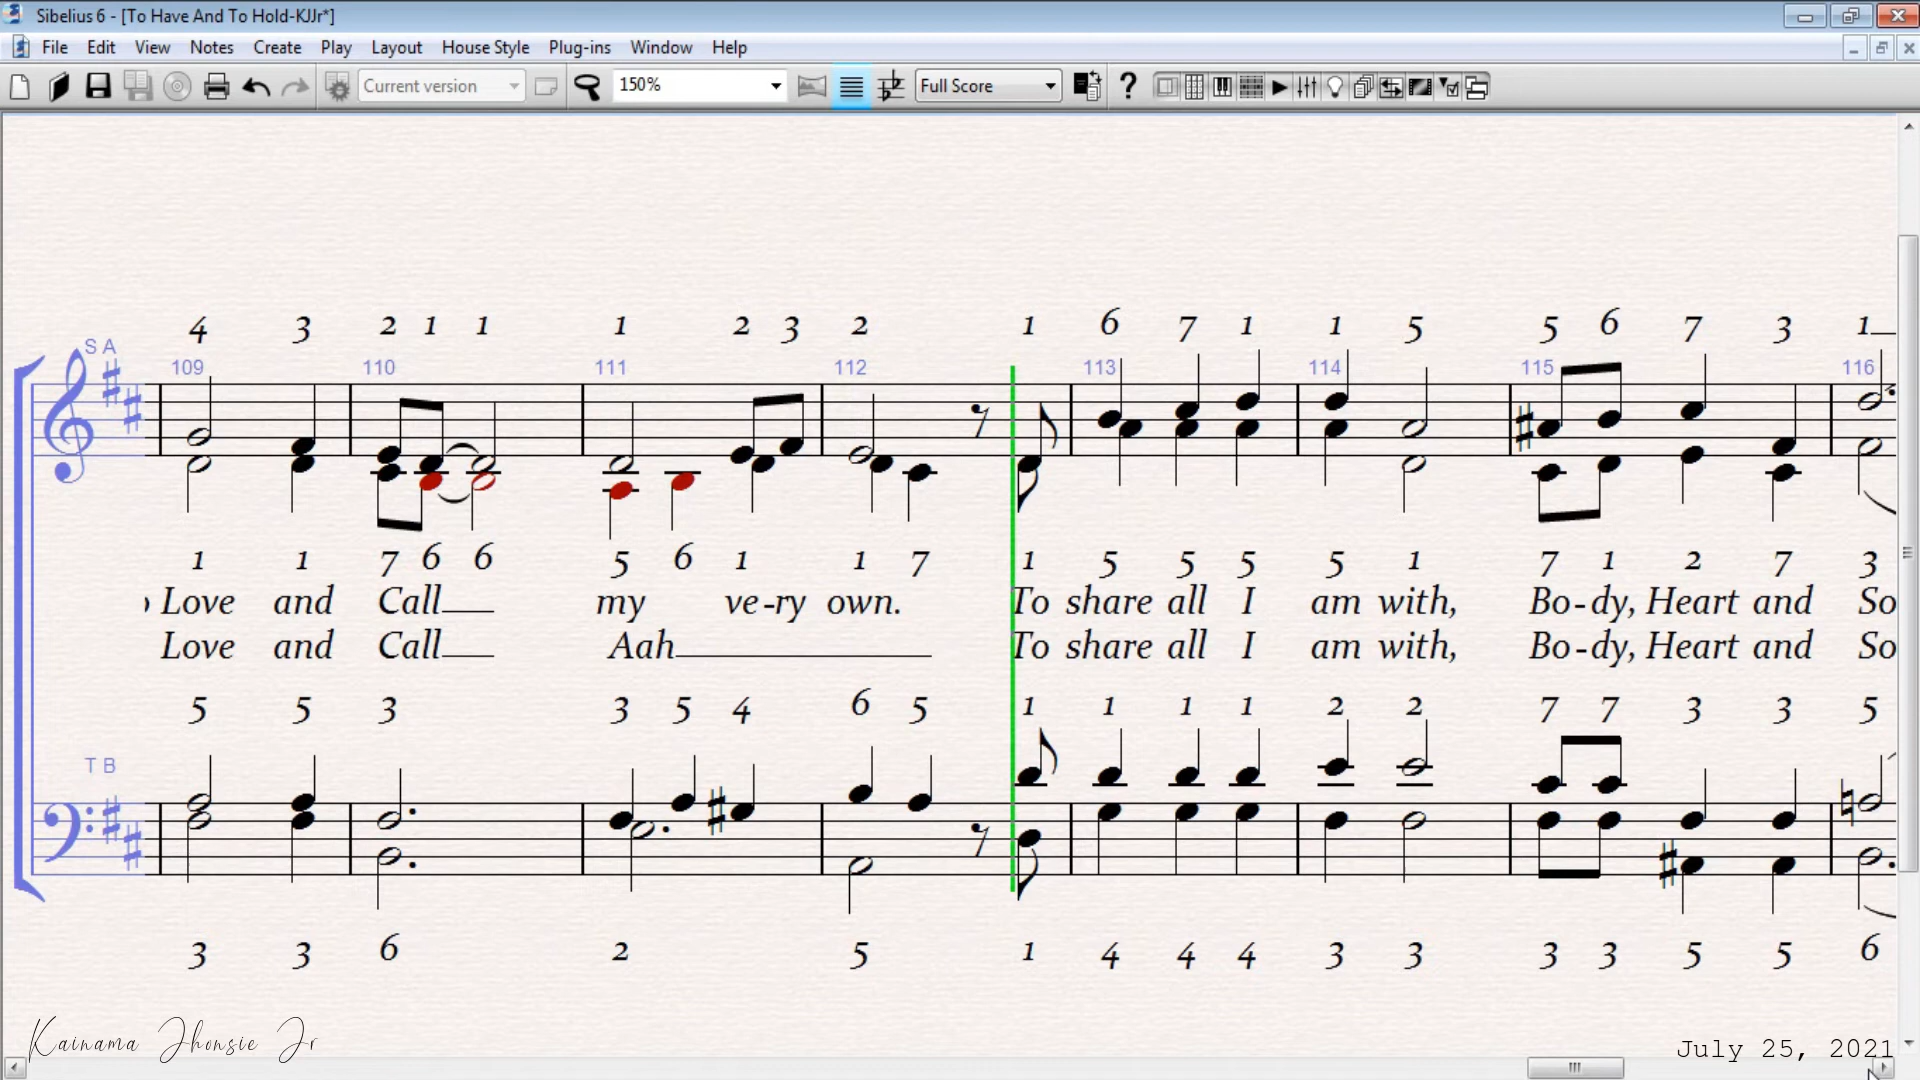 Sibelius 6 - [To Have And To Hold-KJJr*]
File Edit View Notes Create Play Layout House Style Plug-ins Window Help
Current version 150% Full Score ?
4 3 2 1 1 1 2 3 2 1 6 7 1 1 5 5 6 7 3 1
S A
109 110 111 112 113 114 115 116
1 1 7 6 6 5 6 1 1 7 1 5 5 5 5 1 7 1 2 7 3
Love and Call my ve-ry own. To share all I am with, Bo-dy, Heart and So
Love and Call Aah To share all I am with, Bo-dy, Heart and So
5 5 3 3 5 4 6 5 1 1 1 1 2 2 7 7 3 3 5
T B
3 3 6 2 5 1 4 4 4 3 3 3 3 5 5 6
Kainama Jhonsie Jr
July 25, 2021